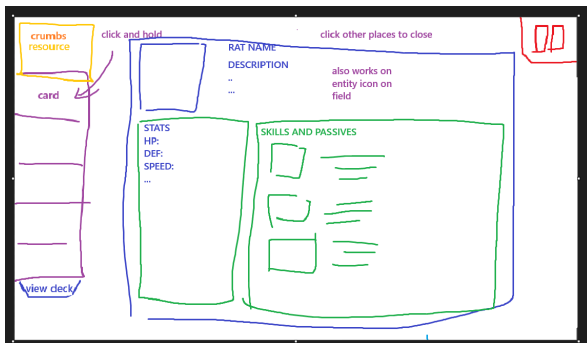 crumbs
resource
click and hold
click other places to close
RAT NAME
DESCRIPTION
..
...
also works on
entity icon on
field
card
STATS
HP:
DEF:
SPEED:
...
SKILLS AND PASSIVES
view deck